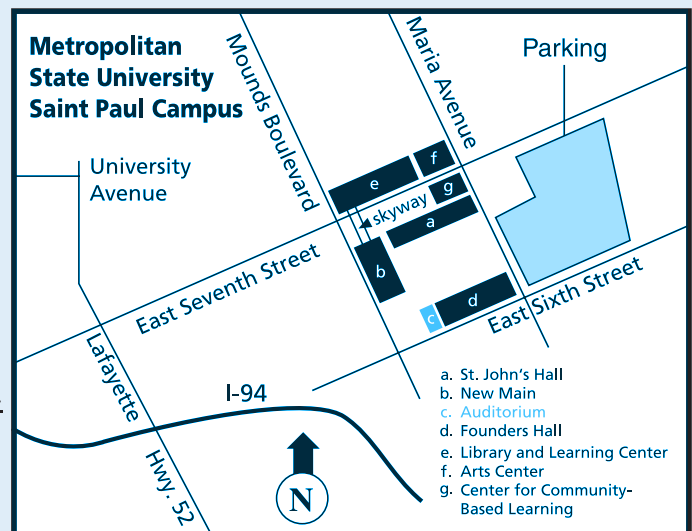 Metropolitan
State University
Saint Paul Campus
Mounds Boulevard
Maria Avenue
Parking
University
Avenue
e
f
g
skyway
a
b
c
d
East Seventh Street
East Sixth Street
Lafayette
Hwy. 52
I-94
N
a. St. John's Hall
b. New Main
c. Auditorium
d. Founders Hall
e. Library and Learning Center
f. Arts Center
g. Center for Community-
Based Learning